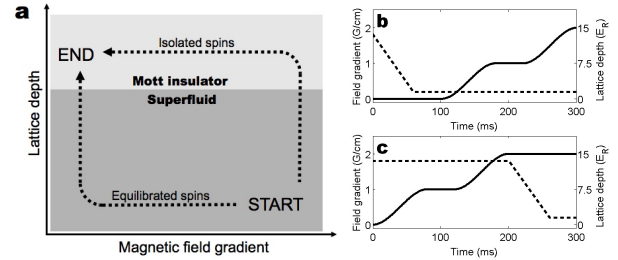 a
Lattice depth
END
Isolated spins
Mott insulator
Superfluid
Equilibrated spins
START
Magnetic field gradient
b
Field gradient (G/cm)
2
1
0
15
7.5
0
Lattice depth (E_R)
0 100 200 300
Time (ms)
c
Field gradient (G/cm)
2
1
0
15
7.5
0
Lattice depth (E_R)
0 100 200 300
Time (ms)